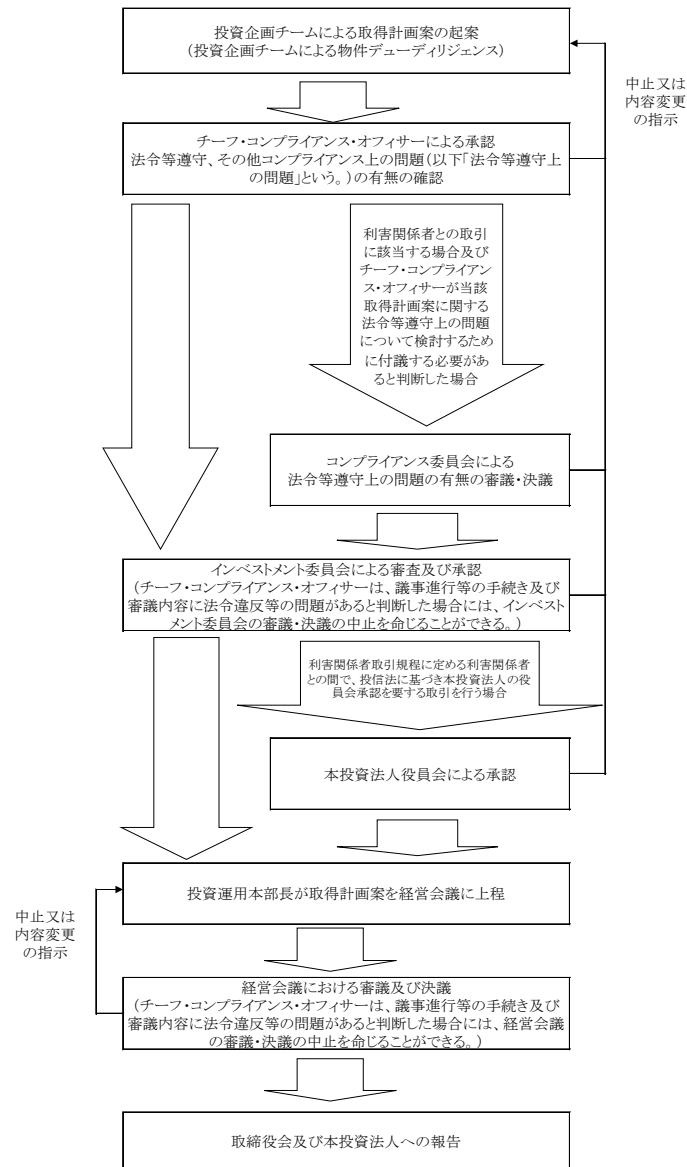 投資企画チームによる取得計画案の起案
(投資企画チームによる物件デューディリジェンス)
中止又は
内容変更
の指示
チーフ・コンプライアンス・オフィサーによる承認
法令等遵守、その他コンプライアンス上の問題(以下「法令等遵守上
の問題」という。)の有無の確認
利害関係者との取引
に該当する場合及び
チーフ・コンプライアン
ス・オフィサーが当該
取得計画案に関する
法令等遵守上の問題
について検討するため
に付議する必要があ
ると判断した場合
コンプライアンス委員会による
法令等遵守上の問題の有無の審議・決議
インベストメント委員会による審査及び承認
(チーフ・コンプライアンス・オフィサーは、議事進行等の手続き及び
審議内容に法令違反等の問題があると判断した場合には、インベスト
メント委員会の審議・決議の中止を命じることができる。)
利害関係者取引規程に定める利害関係者
との間で、投信法に基づき本投資法人の役
員会承認を要する取引を行う場合
本投資法人役員会による承認
投資運用本部長が取得計画案を経営会議に上程
中止又は
内容変更
の指示
経営会議における審議及び決議
(チーフ・コンプライアンス・オフィサーは、議事進行等の手続き及び
審議内容に法令違反等の問題があると判断した場合には、経営会議
の審議・決議の中止を命じることができる。)
取締役会及び本投資法人への報告